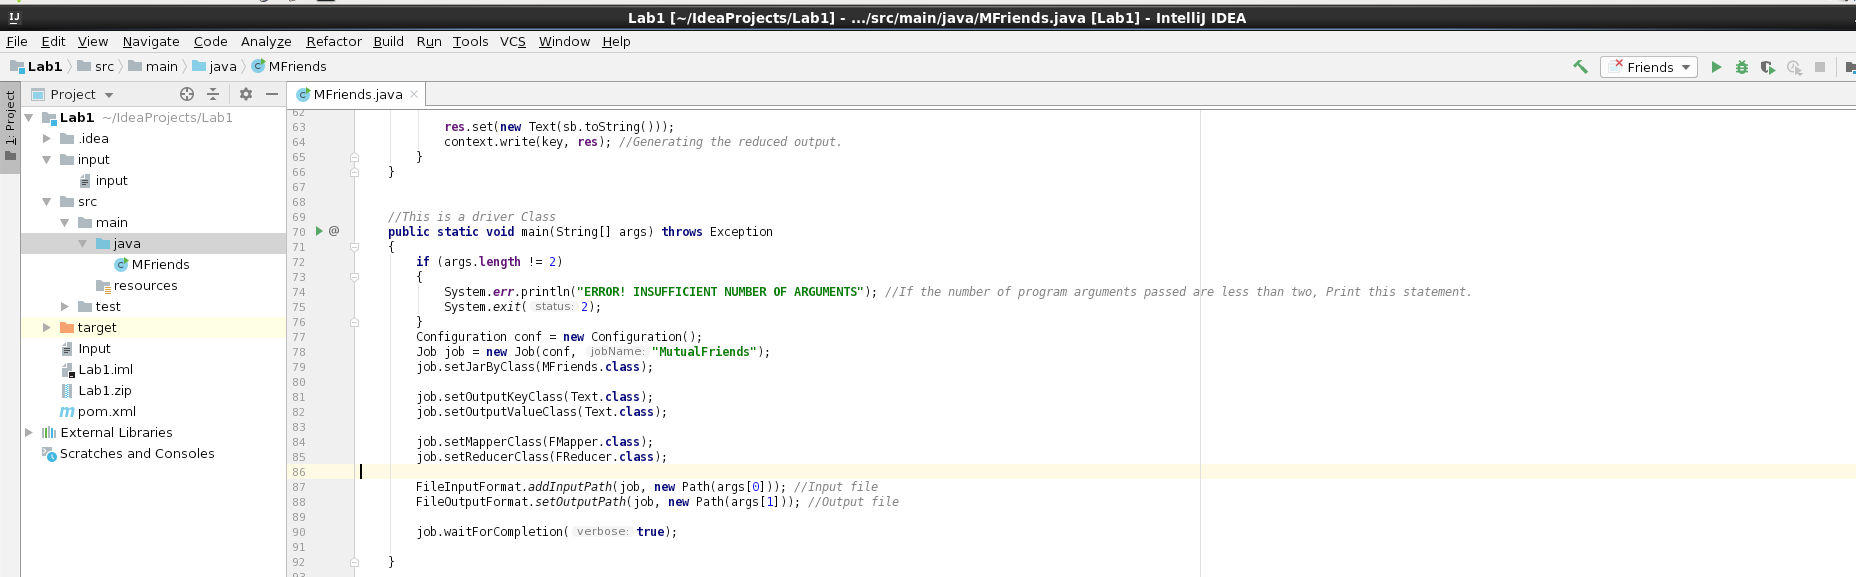 Lab1 [~/IdeaProjects/Lab1] - .../src/main/java/MFriends.java [Lab1] - IntelliJ IDEA
File Edit View Navigate Code Analyze Refactor Build Run Tools VCS Window Help
Lab1 src main java MFriends
Friends
1: Project
Project
Lab1 ~/IdeaProjects/Lab1
.idea
input
input
src
main
java
MFriends
resources
test
target
Input
Lab1.iml
Lab1.zip
pom.xml
External Libraries
Scratches and Consoles
MFriends.java
62
63 res.set(new Text(sb.toString()));
64 context.write(key, res); //Generating the reduced output.
65 }
66 }
67
68
69 //This is a driver Class
70 @ public static void main(String[] args) throws Exception
71 {
72 if (args.length != 2)
73 {
74 System.err.println("ERROR! INSUFFICIENT NUMBER OF ARGUMENTS"); //If the number of program arguments passed are less than two, Print this statement.
75 System.exit( status: 2);
76 }
77 Configuration conf = new Configuration();
78 Job job = new Job(conf, jobName: "MutualFriends");
79 job.setJarByClass(MFriends.class);
80
81 job.setOutputKeyClass(Text.class);
82 job.setOutputValueClass(Text.class);
83
84 job.setMapperClass(FMapper.class);
85 job.setReducerClass(FReducer.class);
86
87 FileInputFormat.addInputPath(job, new Path(args[0])); //Input file
88 FileOutputFormat.setOutputPath(job, new Path(args[1])); //Output file
89
90 job.waitForCompletion( verbose: true);
91
92 }
93